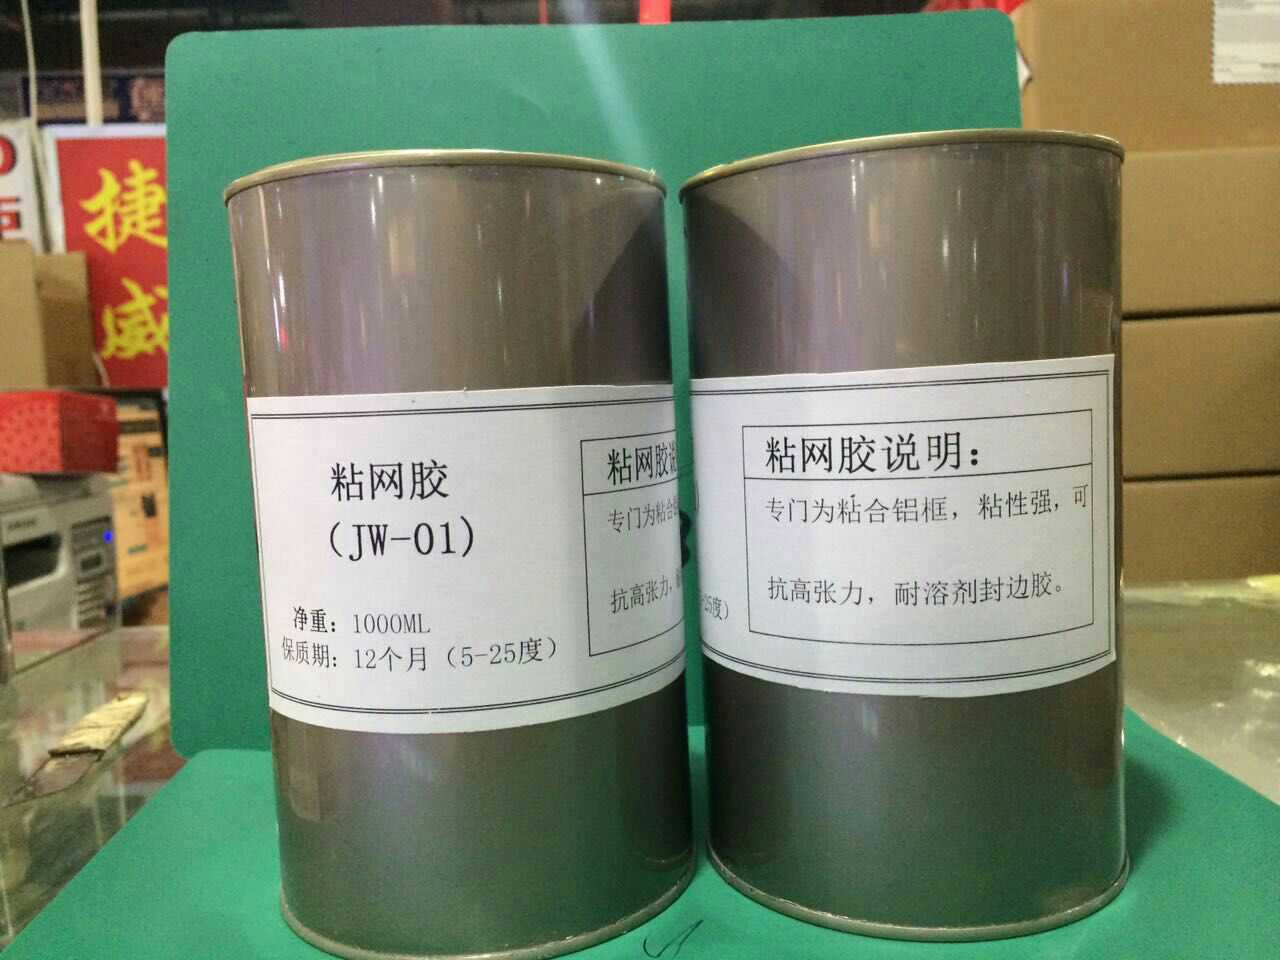 捷
威
粘网胶
(JW-01)
净重：1000ML
保质期：12个月（5-25度）
粘网胶说
专门为粘合
抗高张力，
-25度）
粘网胶说明：
专门为粘合铝框，粘性强，可
抗高张力，耐溶剂封边胶。